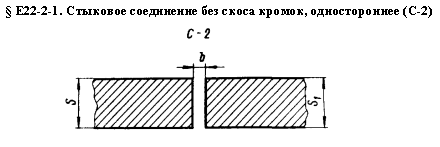 § Е22-2-1. Стыковое соединение без скоса кромок, одностороннее (С-2)
С-2
b
S
S1